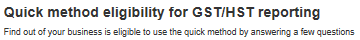 Quick method eligibility for GST/HST reporting
Find out of your business is eligible to use the quick method by answering a few questions